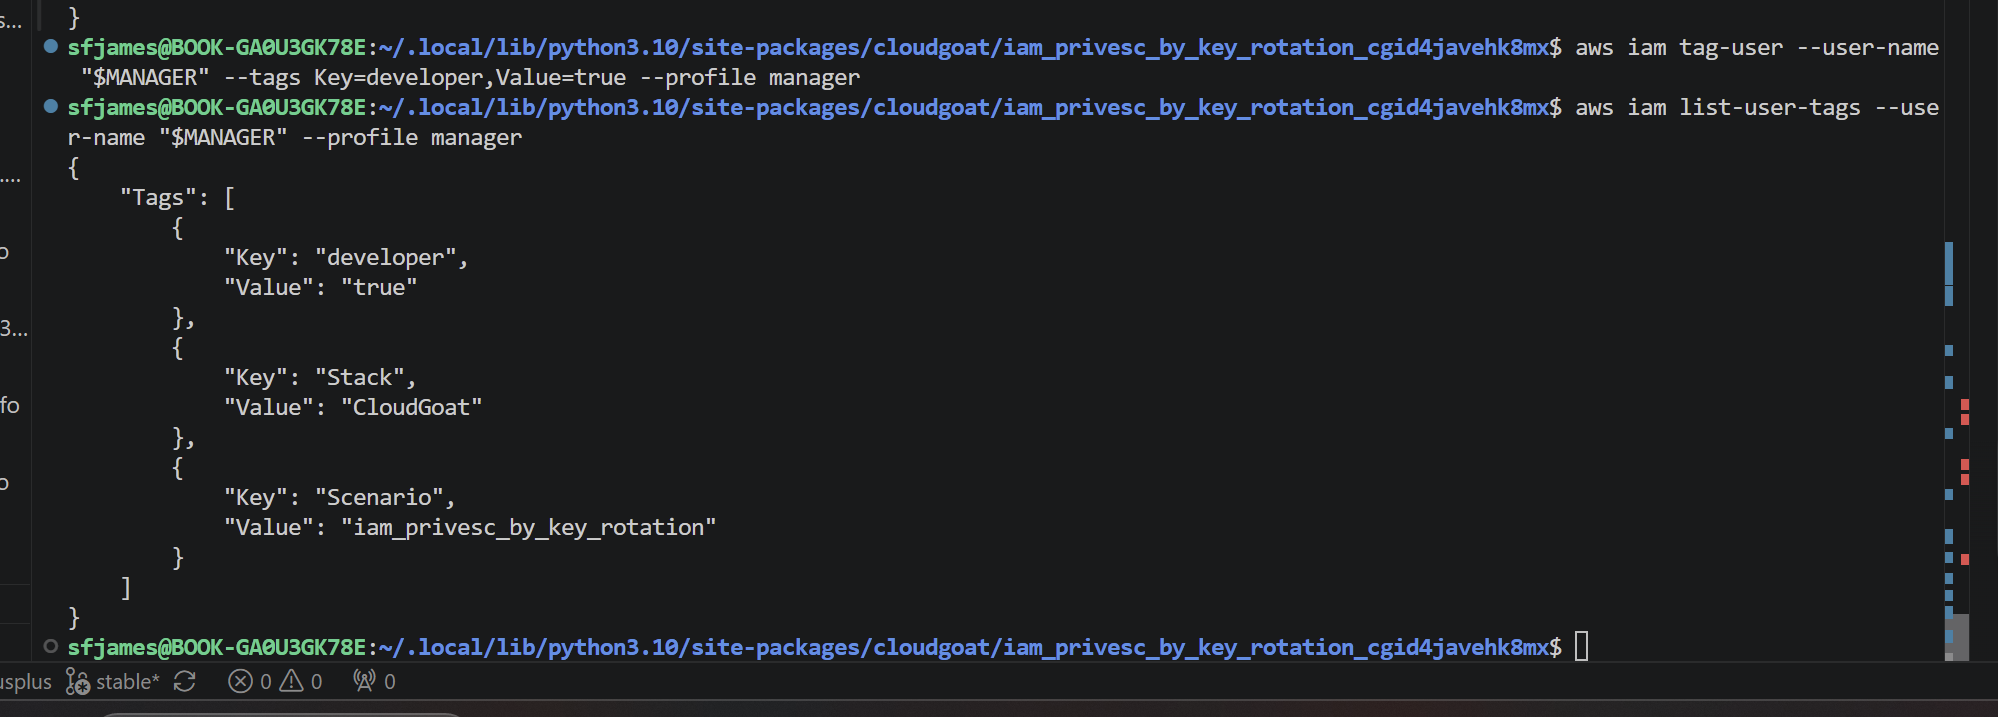 }
s...
sfjames@BOOK-GA0U3GK78E:~/.local/lib/python3.10/site-packages/cloudgoat/iam_privesc_by_key_rotation_cgid4javehk8mx$ aws iam tag-user --user-name
"$MANAGER" --tags Key=developer,Value=true --profile manager
sfjames@BOOK-GA0U3GK78E:~/.local/lib/python3.10/site-packages/cloudgoat/iam_privesc_by_key_rotation_cgid4javehk8mx$ aws iam list-user-tags --use
r-name "$MANAGER" --profile manager
{
....
"Tags": [
{
o
"Key": "developer",
"Value": "true"
},
3...
{
"Key": "Stack",
fo
"Value": "CloudGoat"
},
{
o
"Key": "Scenario",
"Value": "iam_privesc_by_key_rotation"
}
]
}
sfjames@BOOK-GA0U3GK78E:~/.local/lib/python3.10/site-packages/cloudgoat/iam_privesc_by_key_rotation_cgid4javehk8mx$
usplus stable* 0 0 0